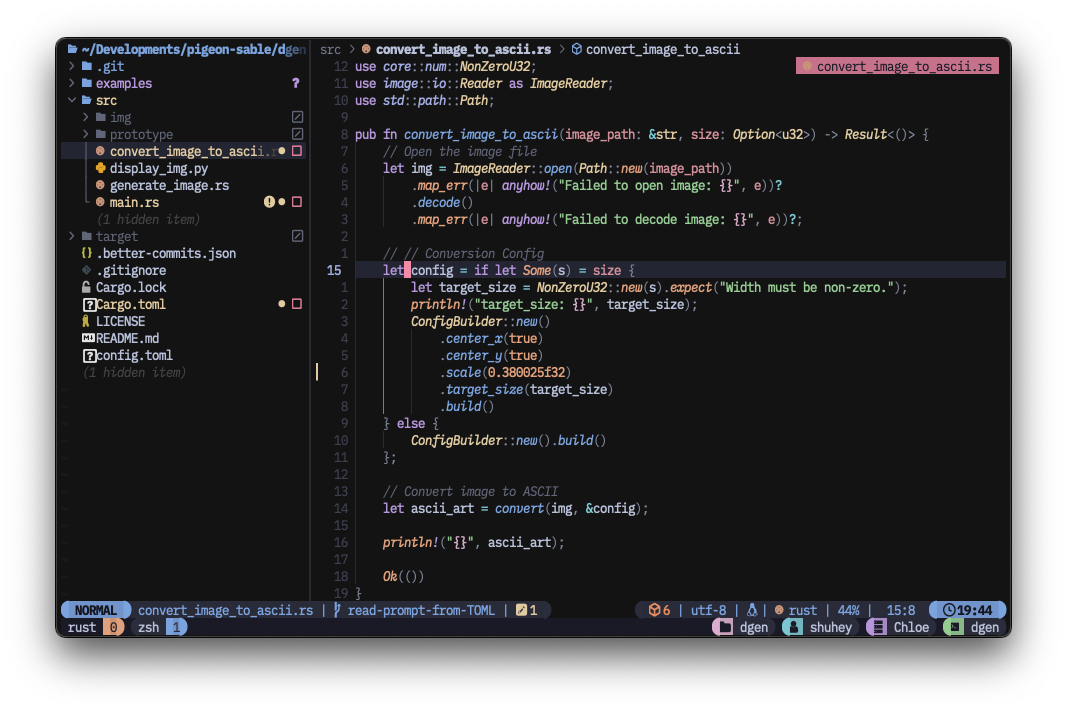 ~/Developments/pigeon-sable/dgen
.git
examples ?
src
img
prototype
convert_image_to_ascii.r
display_img.py
generate_image.rs
main.rs
(1 hidden item)
target
.better-commits.json
.gitignore
Cargo.lock
Cargo.toml
LICENSE
README.md
config.toml
(1 hidden item)
src > convert_image_to_ascii.rs > convert_image_to_ascii
convert_image_to_ascii.rs
12 use core::num::NonZeroU32;
11 use image::io::Reader as ImageReader;
10 use std::path::Path;
9
8 pub fn convert_image_to_ascii(image_path: &str, size: Option<u32>) -> Result<()> {
7 // Open the image file
6 let img = ImageReader::open(Path::new(image_path))
5 .map_err(|e| anyhow!("Failed to open image: {}", e))?
4 .decode()
3 .map_err(|e| anyhow!("Failed to decode image: {}", e))?;
2
1 // // Conversion Config
15 let config = if let Some(s) = size {
1 let target_size = NonZeroU32::new(s).expect("Width must be non-zero.");
2 println!("target_size: {}", target_size);
3 ConfigBuilder::new()
4 .center_x(true)
5 .center_y(true)
6 .scale(0.380025f32)
7 .target_size(target_size)
8 .build()
9 } else {
10 ConfigBuilder::new().build()
11 };
12
13 // Convert image to ASCII
14 let ascii_art = convert(img, &config);
15
16 println!("{}", ascii_art);
17
18 Ok(())
19 }
NORMAL convert_image_to_ascii.rs | read-prompt-from-TOML | 1
6 | utf-8 | | rust | 44% | 15:8 19:44
rust 0 zsh 1
dgen shuhey Chloe dgen